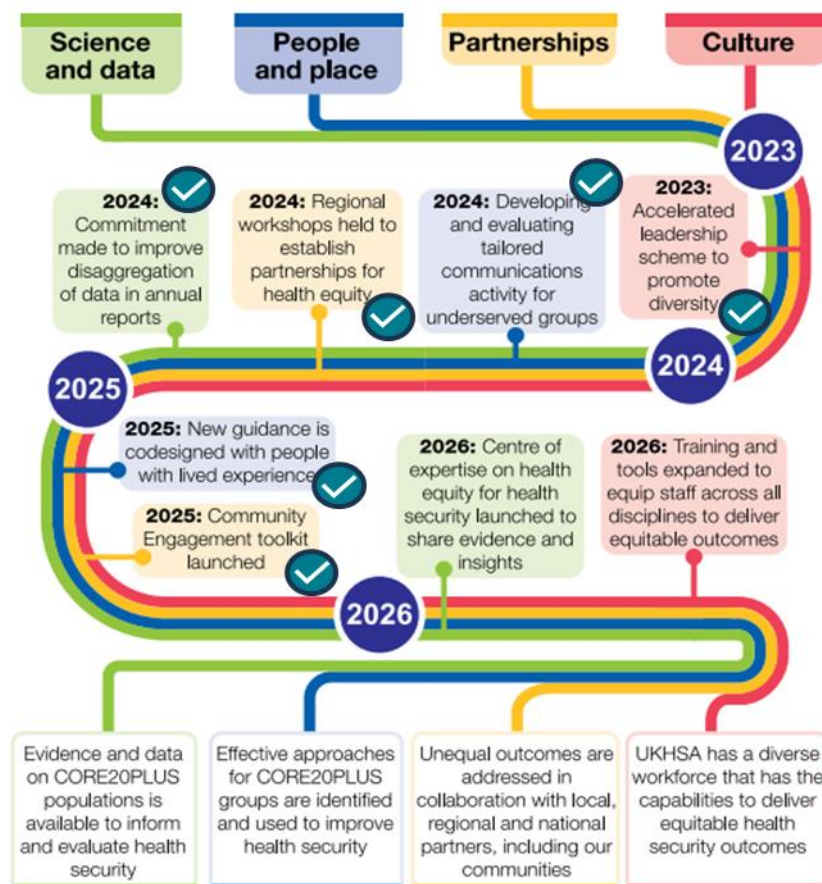 Science
and data
People
and place
Partnerships
Culture
2023
2024:
Commitment
made to improve
disaggregation
of data in annual
reports
2024: Regional
workshops held to
establish
partnerships for
health equity
2024: Developing
and evaluating
tailored
communications
activity for
underserved groups
2023:
Accelerated
leadership
scheme to
promote
diversity
2024
2025
2025: New guidance is
codesigned with people
with lived experience
2025: Community
Engagement toolkit
launched
2026: Centre of
expertise on health
equity for health
security launched to
share evidence and
insights
2026: Training and
tools expanded to
equip staff across all
disciplines to deliver
equitable outcomes
2026
Evidence and data
on CORE20PLUS
populations is
available to inform
and evaluate health
security
Effective approaches
for CORE20PLUS
groups are identified
and used to improve
health security
Unequal outcomes are
addressed in
collaboration with local,
regional and national
partners, including our
communities
UKHSA has a diverse
workforce that has the
capabilities to deliver
equitable health
security outcomes